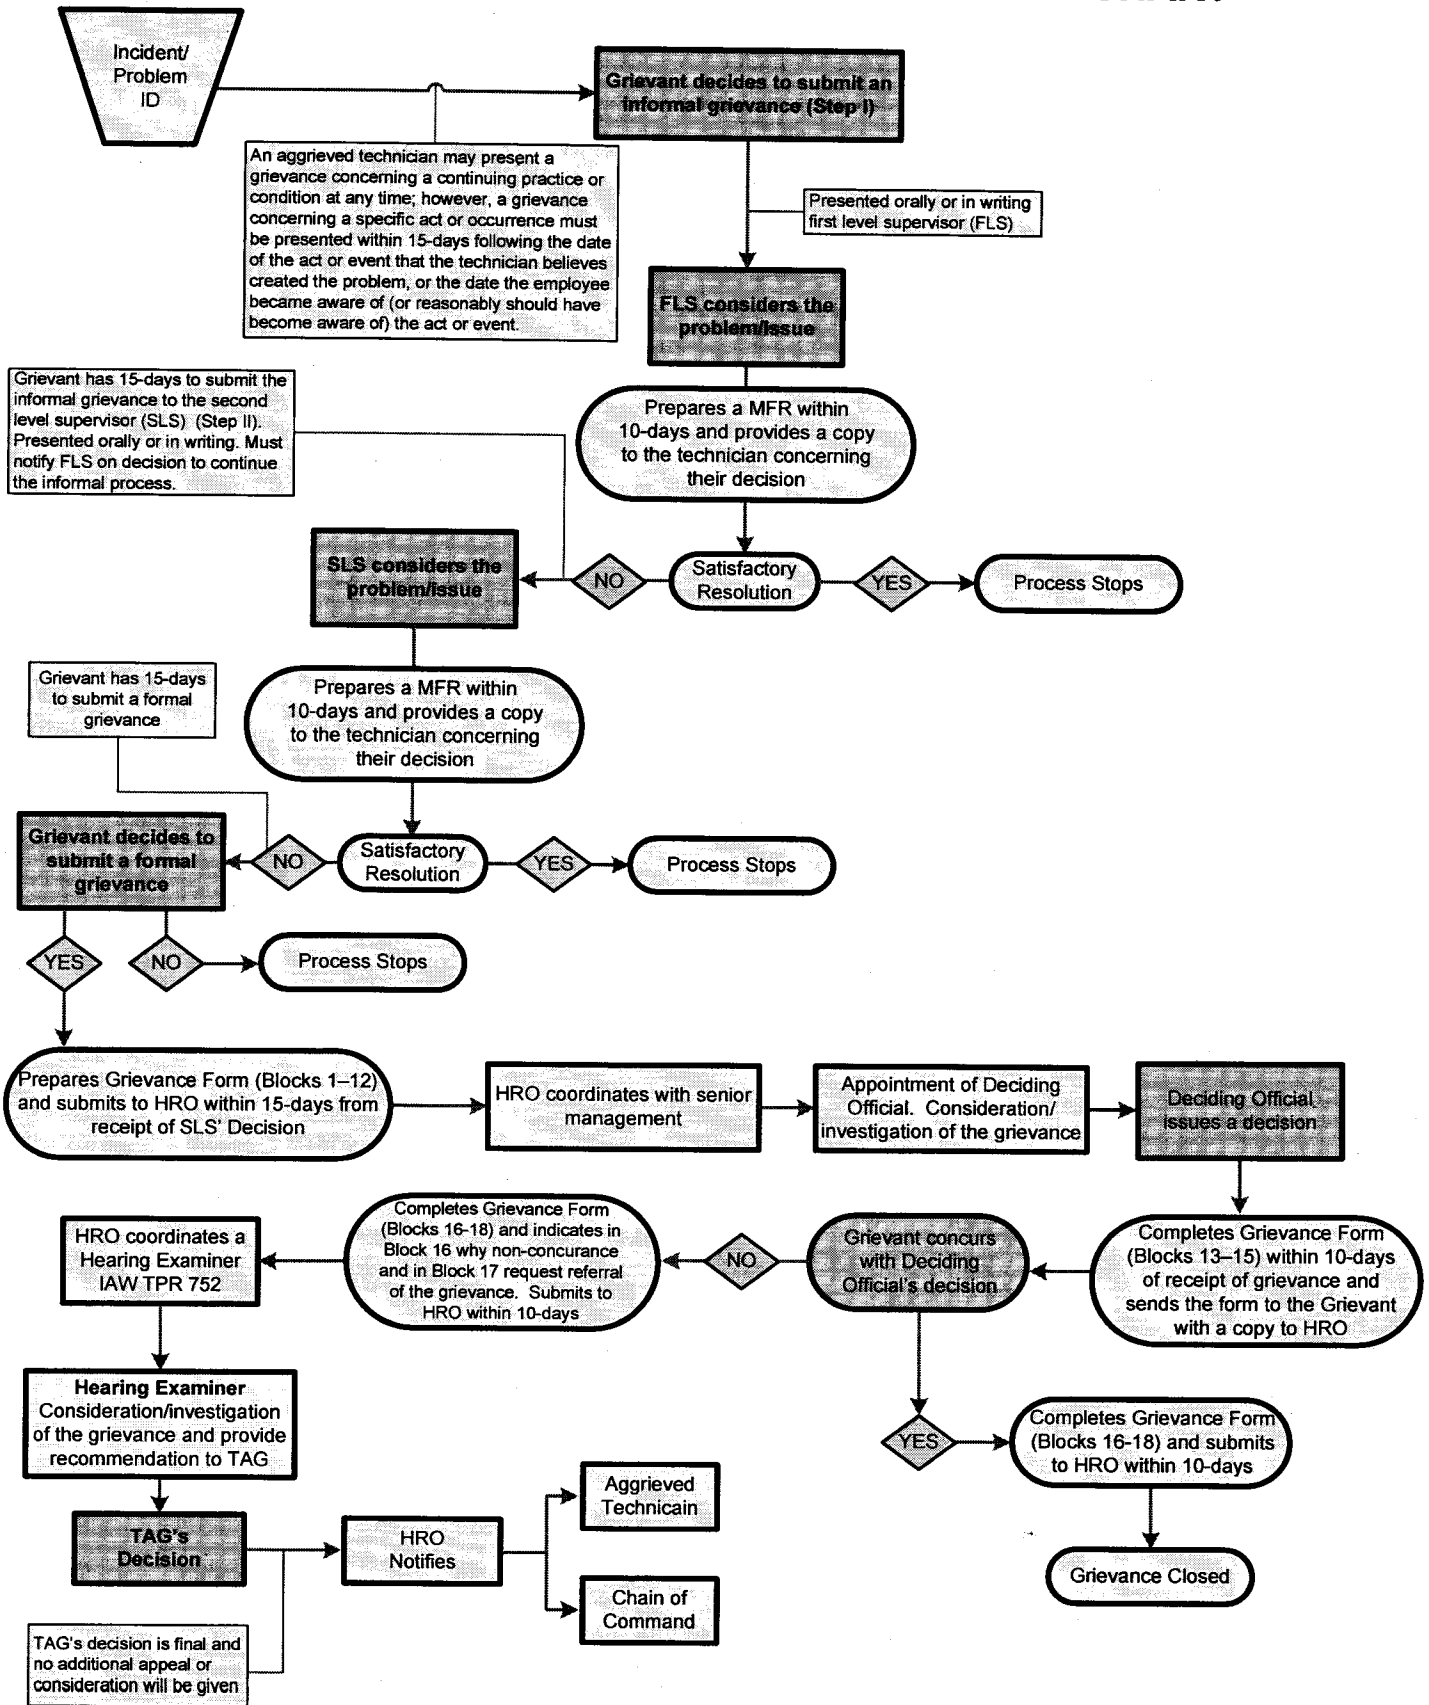 Incident/
Problem
ID
Grievant decides to submit an
informal grievance (Step I)
An aggrieved technician may present a
grievance concerning a continuing practice or
condition at any time; however, a grievance
concerning a specific act or occurrence must
be presented within 15-days following the date
of the act or event that the technician believes
created the problem, or the date the employee
became aware of (or reasonably should have
become aware of) the act or event.
Presented orally or in writing
first level supervisor (FLS)
FLS considers the
problem/issue
Grievant has 15-days to submit the
informal grievance to the second
level supervisor (SLS)  (Step II).
Presented orally or in writing. Must
notify FLS on decision to continue
the informal process.
Prepares a MFR within
10-days and provides a copy
to the technician concerning
their decision
SLS considers the
problem/issue
NO
Satisfactory
Resolution
YES
Process Stops
Grievant has 15-days
to submit a formal
grievance
Prepares a MFR within
10-days and provides a copy
to the technician concerning
their decision
Grievant decides to
submit a formal
grievance
NO
Satisfactory
Resolution
YES
Process Stops
YES
NO
Process Stops
Prepares Grievance Form (Blocks 1–12)
and submits to HRO within 15-days from
receipt of SLS' Decision
HRO coordinates with senior
management
Appointment of Deciding
Official.  Consideration/
investigation of the grievance
Deciding Official
issues a decision
HRO coordinates a
Hearing Examiner
IAW TPR 752
Completes Grievance Form
(Blocks 16-18) and indicates in
Block 16 why non-concurance
and in Block 17 request referral
of the grievance.  Submits to
HRO within 10-days
NO
Grievant concurs
with Deciding
Official's decision
Completes Grievance Form
(Blocks 13–15) within 10-days
of receipt of grievance and
sends the form to the Grievant
with a copy to HRO
Hearing Examiner
Consideration/investigation
of the grievance and provide
recommendation to TAG
YES
Completes Grievance Form
(Blocks 16-18) and submits
to HRO within 10-days
TAG's
Decision
HRO
Notifies
Aggrieved
Technicain
Chain of
Command
Grievance Closed
TAG's decision is final and
no additional appeal or
consideration will be given